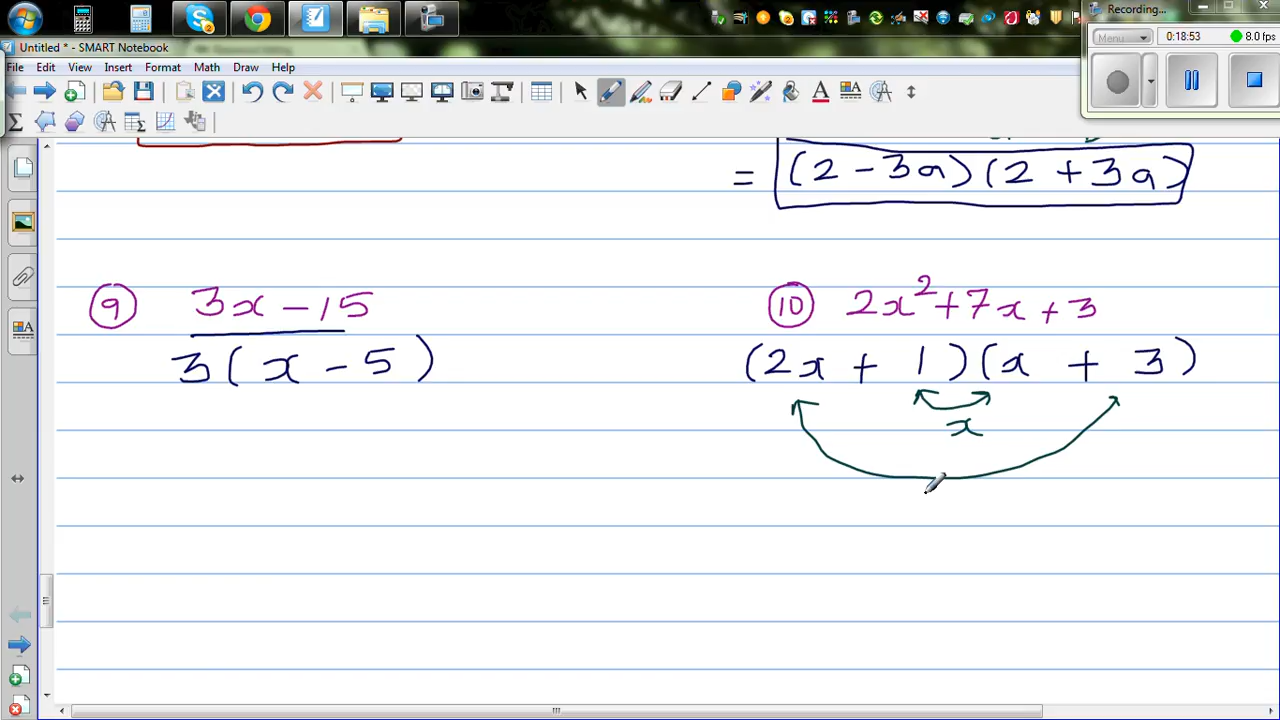 Recording...
Menu
0:18:53
8.0 fps
Untitled * - SMART Notebook
File Edit View Insert Format Math Draw Help
= (2 - 3a)(2 + 3a)
9 3x - 15
3(x - 5)
10 2x² + 7x + 3
(2x + 1)(x + 3)
x